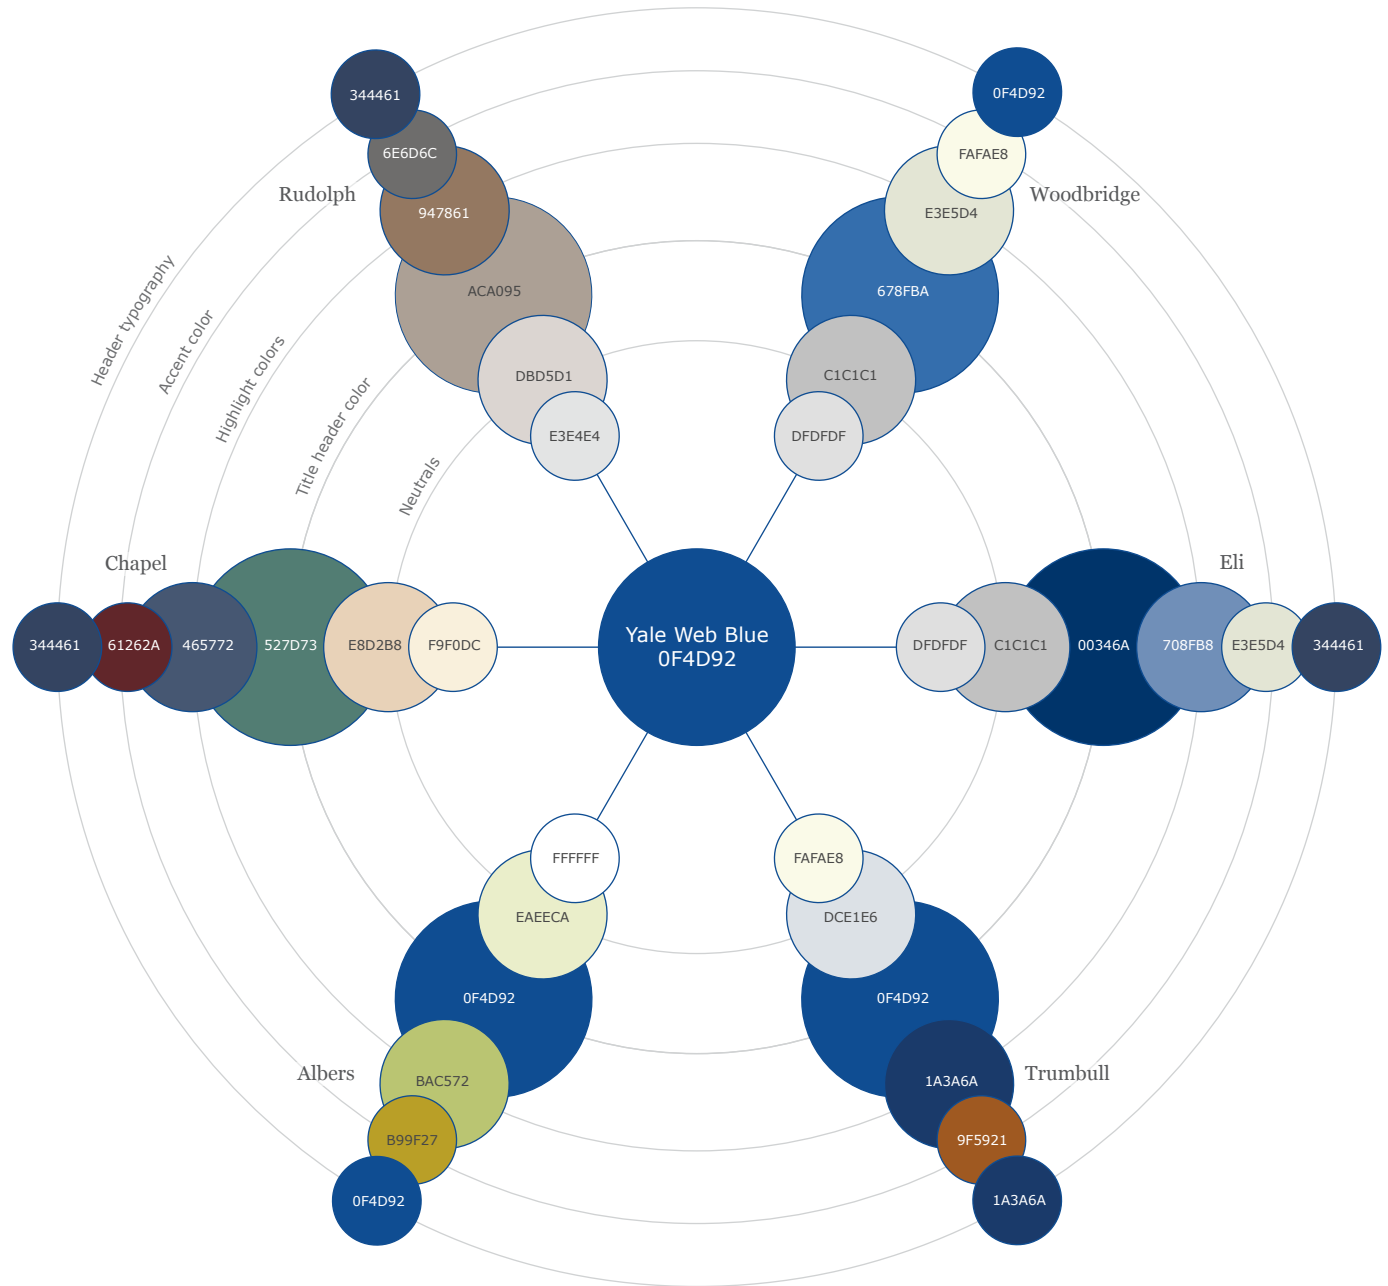 344461
0F4D92
6E6D6C
FAFAE8
Rudolph
Woodbridge
947861
E3E5D4
ACA095
678FBA
Header typography
Accent color
Highlight colors
Title header color
Neutrals
DBD5D1
C1C1C1
E3E4E4
DFDFDF
Chapel
Eli
344461
61262A
465772
527D73
E8D2B8
F9F0DC
Yale Web Blue
0F4D92
DFDFDF
C1C1C1
00346A
708FB8
E3E5D4
344461
FFFFFF
FAFAE8
EAEECA
DCE1E6
0F4D92
0F4D92
Albers
BAC572
1A3A6A
Trumbull
B99F27
9F5921
0F4D92
1A3A6A